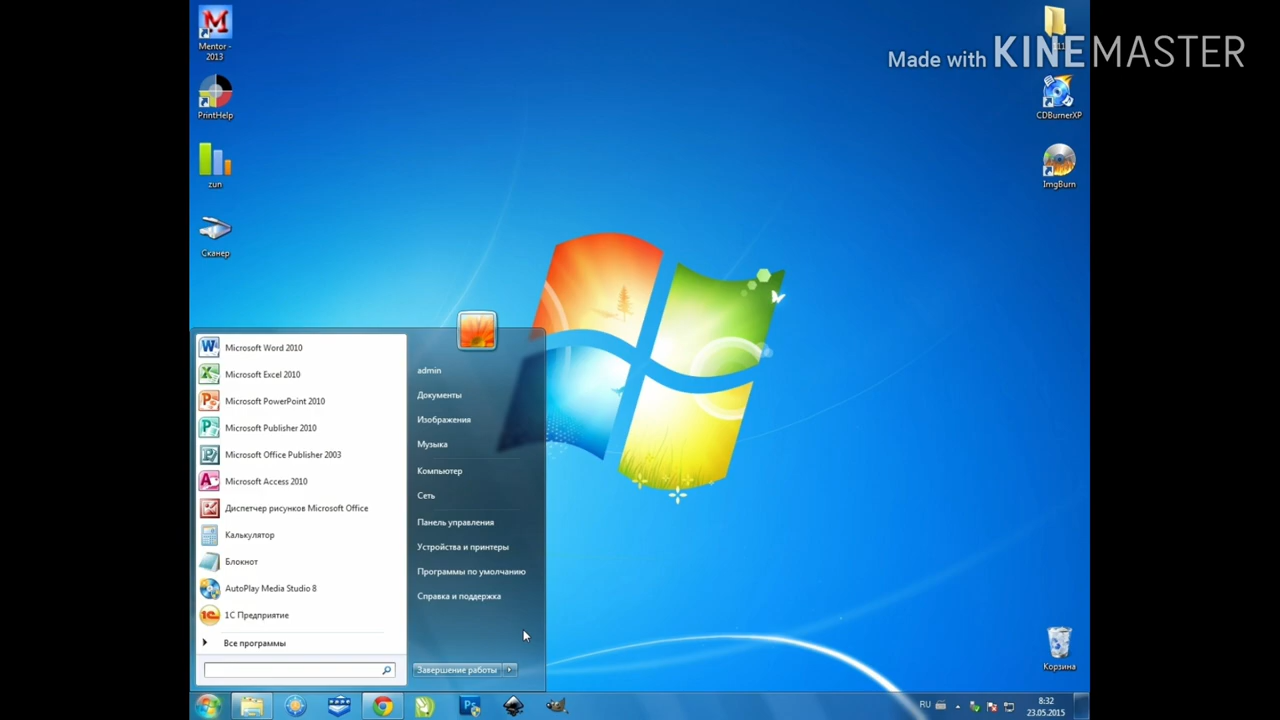 Mentor -
2013
PrintHelp
zun
Сканер
Made with KINEMASTER
CDBurnerXP
ImgBurn
Microsoft Word 2010
Microsoft Excel 2010
Microsoft PowerPoint 2010
Microsoft Publisher 2010
Microsoft Office Publisher 2003
Microsoft Access 2010
Диспетчер рисунков Microsoft Office
Калькулятор
Блокнот
AutoPlay Media Studio 8
1С Предприятие
Все программы
admin
Документы
Изображения
Музыка
Компьютер
Сеть
Панель управления
Устройства и принтеры
Программы по умолчанию
Справка и поддержка
Завершение работы
Корзина
RU
8:32
23.05.2015